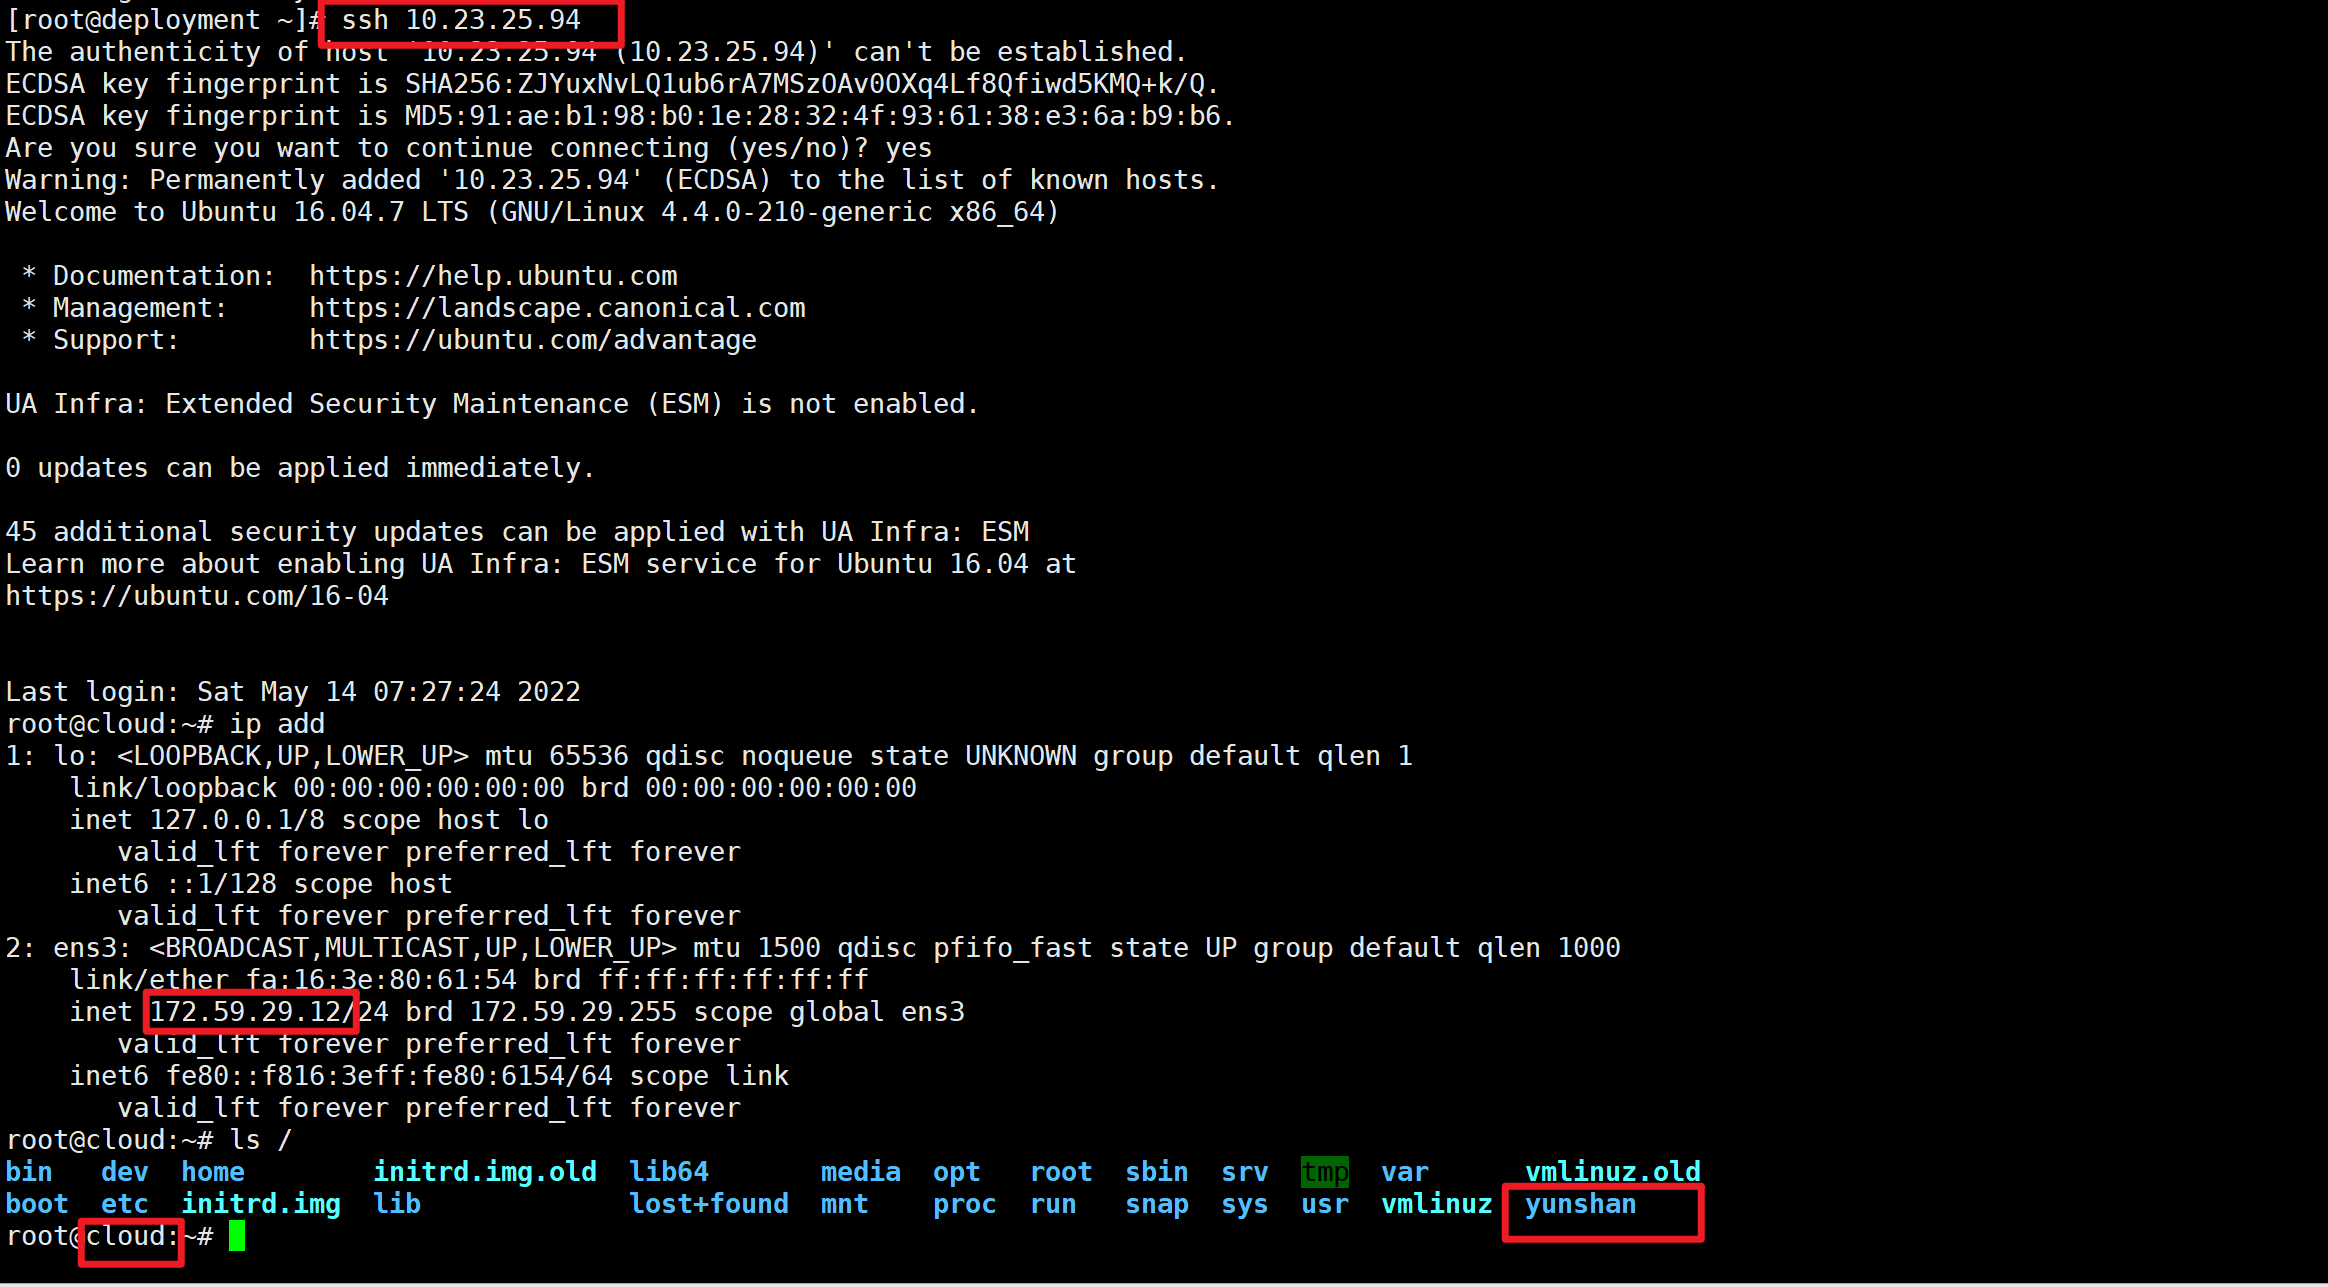 [root@deployment ~]# ssh 10.23.25.94
The authenticity of host '10.23.25.94 (10.23.25.94)' can't be established.
ECDSA key fingerprint is SHA256:ZJYuxNvLQ1ub6rA7MSzOAv0OXq4Lf8Qfiwd5KMQ+k/Q.
ECDSA key fingerprint is MD5:91:ae:b1:98:b0:1e:28:32:4f:93:61:38:e3:6a:b9:b6.
Are you sure you want to continue connecting (yes/no)? yes
Warning: Permanently added '10.23.25.94' (ECDSA) to the list of known hosts.
Welcome to Ubuntu 16.04.7 LTS (GNU/Linux 4.4.0-210-generic x86_64)

 * Documentation:  https://help.ubuntu.com
 * Management:     https://landscape.canonical.com
 * Support:        https://ubuntu.com/advantage

UA Infra: Extended Security Maintenance (ESM) is not enabled.

0 updates can be applied immediately.

45 additional security updates can be applied with UA Infra: ESM
Learn more about enabling UA Infra: ESM service for Ubuntu 16.04 at
https://ubuntu.com/16-04

Last login: Sat May 14 07:27:24 2022
root@cloud:~# ip add
1: lo: <LOOPBACK,UP,LOWER_UP> mtu 65536 qdisc noqueue state UNKNOWN group default qlen 1
    link/loopback 00:00:00:00:00:00 brd 00:00:00:00:00:00
    inet 127.0.0.1/8 scope host lo
       valid_lft forever preferred_lft forever
    inet6 ::1/128 scope host
       valid_lft forever preferred_lft forever
2: ens3: <BROADCAST,MULTICAST,UP,LOWER_UP> mtu 1500 qdisc pfifo_fast state UP group default qlen 1000
    link/ether fa:16:3e:80:61:54 brd ff:ff:ff:ff:ff:ff
    inet 172.59.29.12/24 brd 172.59.29.255 scope global ens3
       valid_lft forever preferred_lft forever
    inet6 fe80::f816:3eff:fe80:6154/64 scope link
       valid_lft forever preferred_lft forever
root@cloud:~# ls /
bin   dev  home        initrd.img.old  lib64       media  opt   root  sbin  srv  tmp  var      vmlinuz.old
boot  etc  initrd.img  lib             lost+found  mnt    proc  run   snap  sys  usr  vmlinuz  yunshan
root@cloud:~#